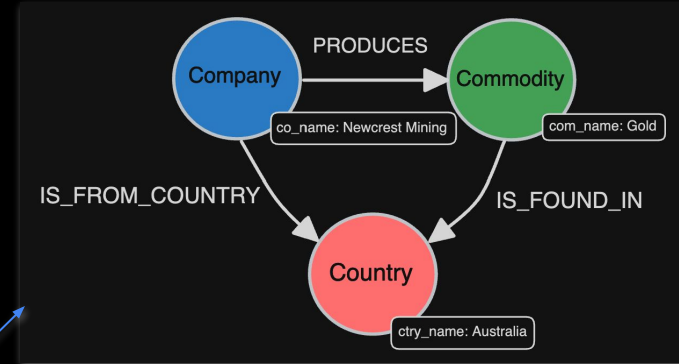 PRODUCES
Company
Commodity
co_name: Newcrest Mining
com_name: Gold
IS_FROM_COUNTRY
IS_FOUND_IN
Country
ctry_name: Australia